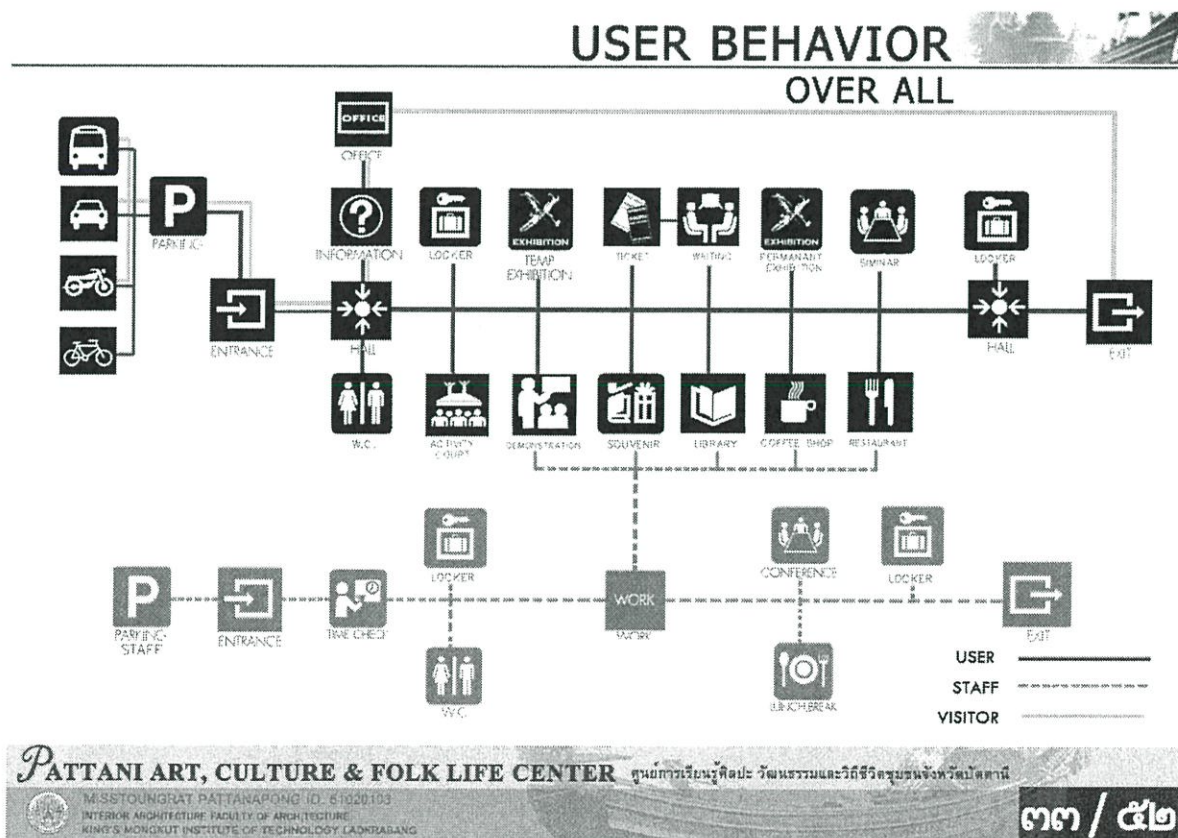 USER BEHAVIOR
OVER ALL
OFFICE
OFFICE
P
PARKING
?
INFORMATION
LOCKER
EXHIBITION
TEMP
EXHIBITION
TICKET
WAITING
EXHIBITION
PERMANANT
EXHIBITION
SIMINAR
LOCKER
ENTRANCE
HALL
HALL
EXIT
W.C.
ACTIVITY
COURT
DEMONSTRATION
SOUVENIR
LIBRARY
COFFEE SHOP
RESTAURANT
LOCKER
CONFERENCE
LOCKER
P
PARKING
STAFF
ENTRANCE
TIME CHECK
WORK
WORK
EXIT
W.C.
LUNCH BREAK
USER
STAFF
VISITOR
PATTANI ART, CULTURE & FOLK LIFE CENTER ศูนย์การเรียนรู้ศิลปะ วัฒนธรรมและวิถีชีวิตชุมชนจังหวัดปัตตานี
MISSTOUNGRAT PATTANAPONG ID. 51020103
INTERIOR ARCHITECTURE FACULTY OF ARCHITECTURE
KING'S MONGKUT INSTITUTE OF TECHNOLOGY LADKRABANG
๓๓ / ๕๒